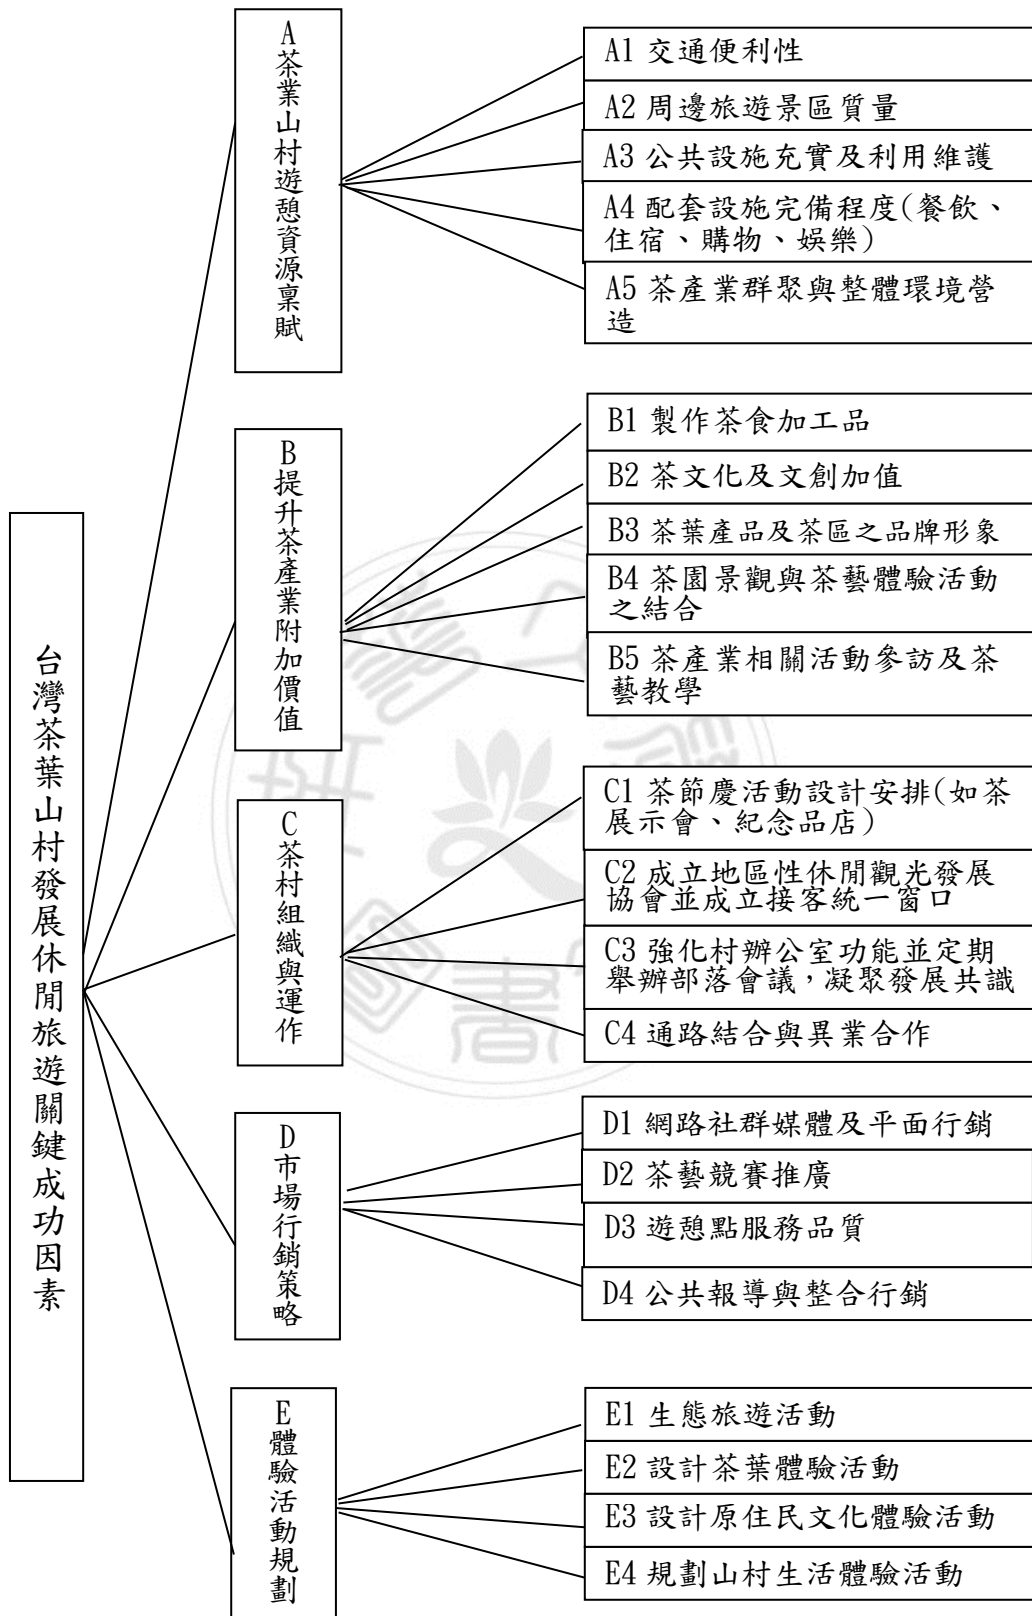 台灣茶葉山村發展休閒旅遊關鍵成功因素
A茶業山村遊憩資源稟賦
A1 交通便利性
A2 周邊旅遊景區質量
A3 公共設施充實及利用維護
A4 配套設施完備程度(餐飲、
住宿、購物、娛樂)
A5 茶產業群聚與整體環境營
造
B提升茶產業附加價值
B1 製作茶食加工品
B2 茶文化及文創加值
B3 茶葉產品及茶區之品牌形象
B4 茶園景觀與茶藝體驗活動
之結合
B5 茶產業相關活動參訪及茶
藝教學
C茶村組織與運作
C1 茶節慶活動設計安排(如茶
展示會、紀念品店)
C2 成立地區性休閒觀光發展
協會並成立接客統一窗口
C3 強化村辦公室功能並定期
舉辦部落會議，凝聚發展共識
C4 通路結合與異業合作
D市場行銷策略
D1 網路社群媒體及平面行銷
D2 茶藝競賽推廣
D3 遊憩點服務品質
D4 公共報導與整合行銷
E體驗活動規劃
E1 生態旅遊活動
E2 設計茶葉體驗活動
E3 設計原住民文化體驗活動
E4 規劃山村生活體驗活動